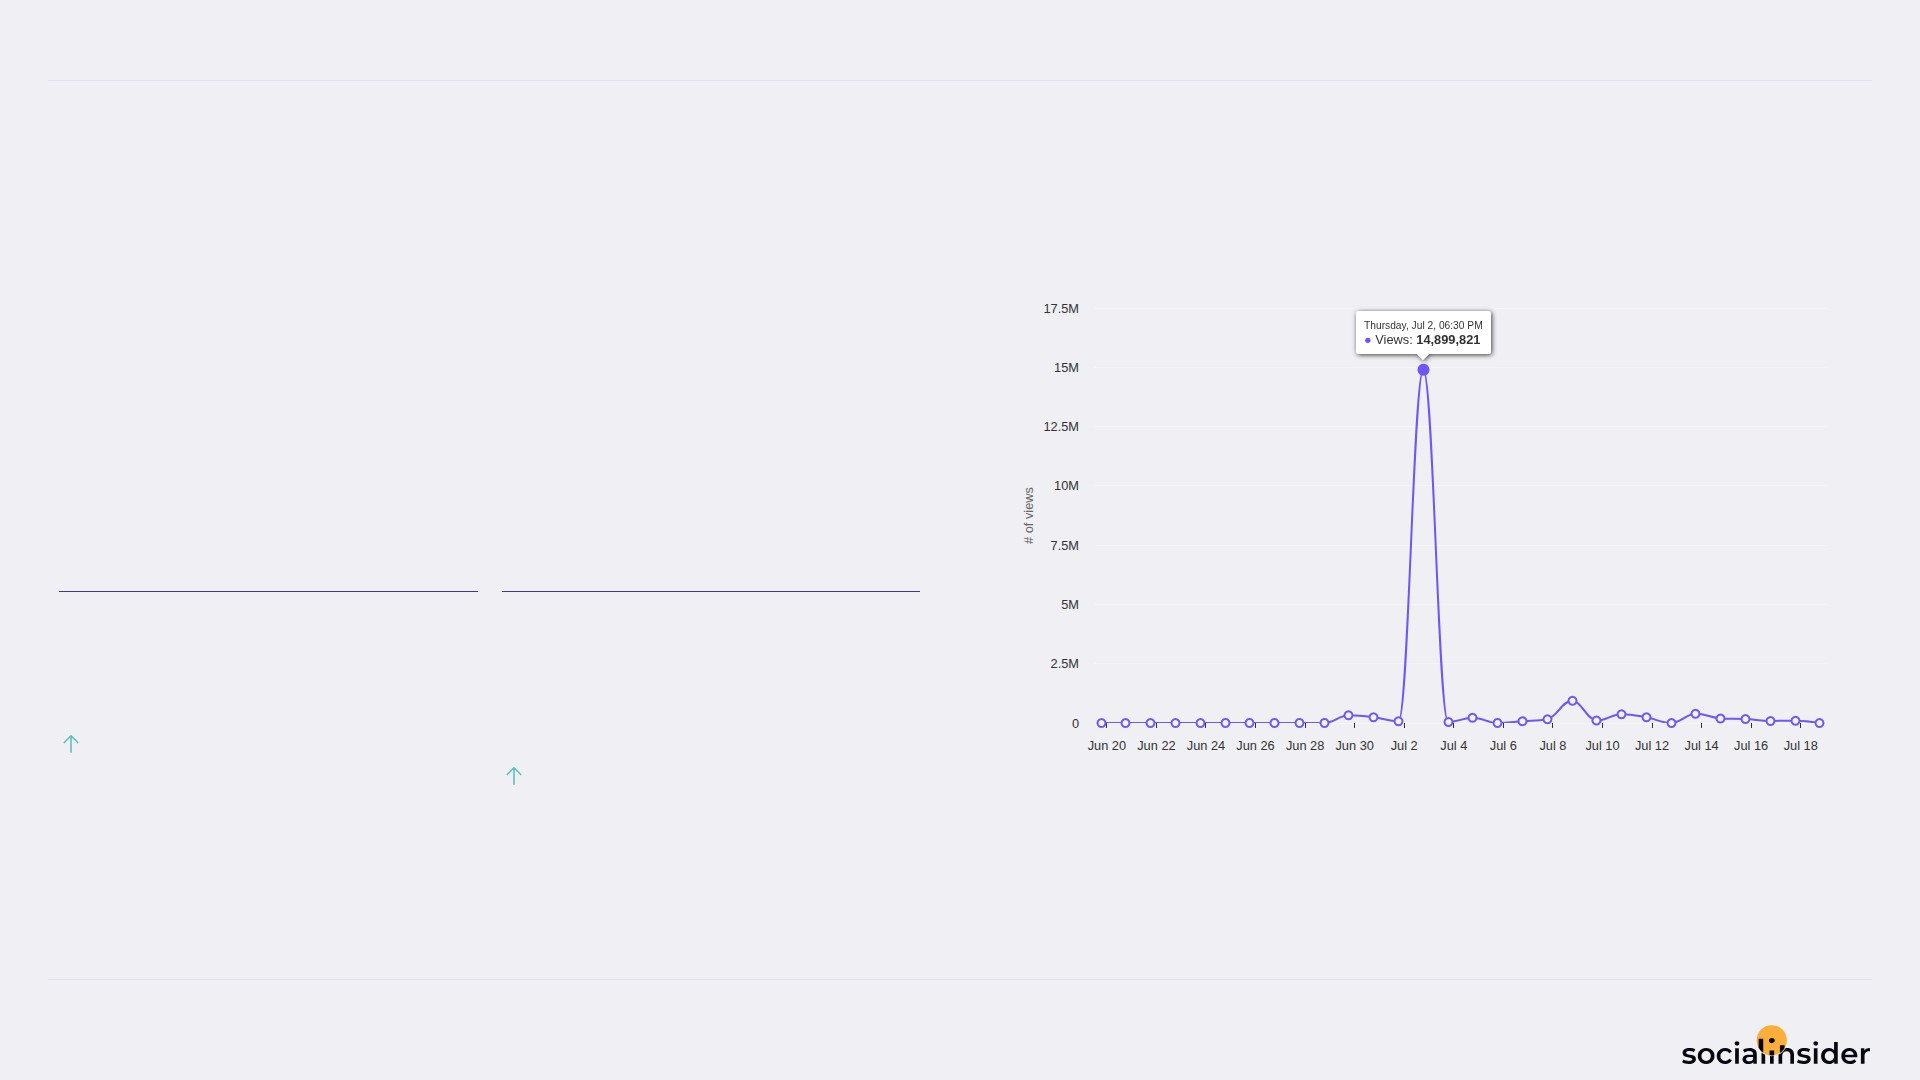 17.5M
15M
12.5M
10M
7.5M
5M
2.5M
0
# of views
Thursday, Jul 2, 06:30 PM
● Views: 14,899,821
Jun 20 Jun 22 Jun 24 Jun 26 Jun 28 Jun 30 Jul 2 Jul 4 Jul 6 Jul 8 Jul 10 Jul 12 Jul 14 Jul 16 Jul 18
socialinsider